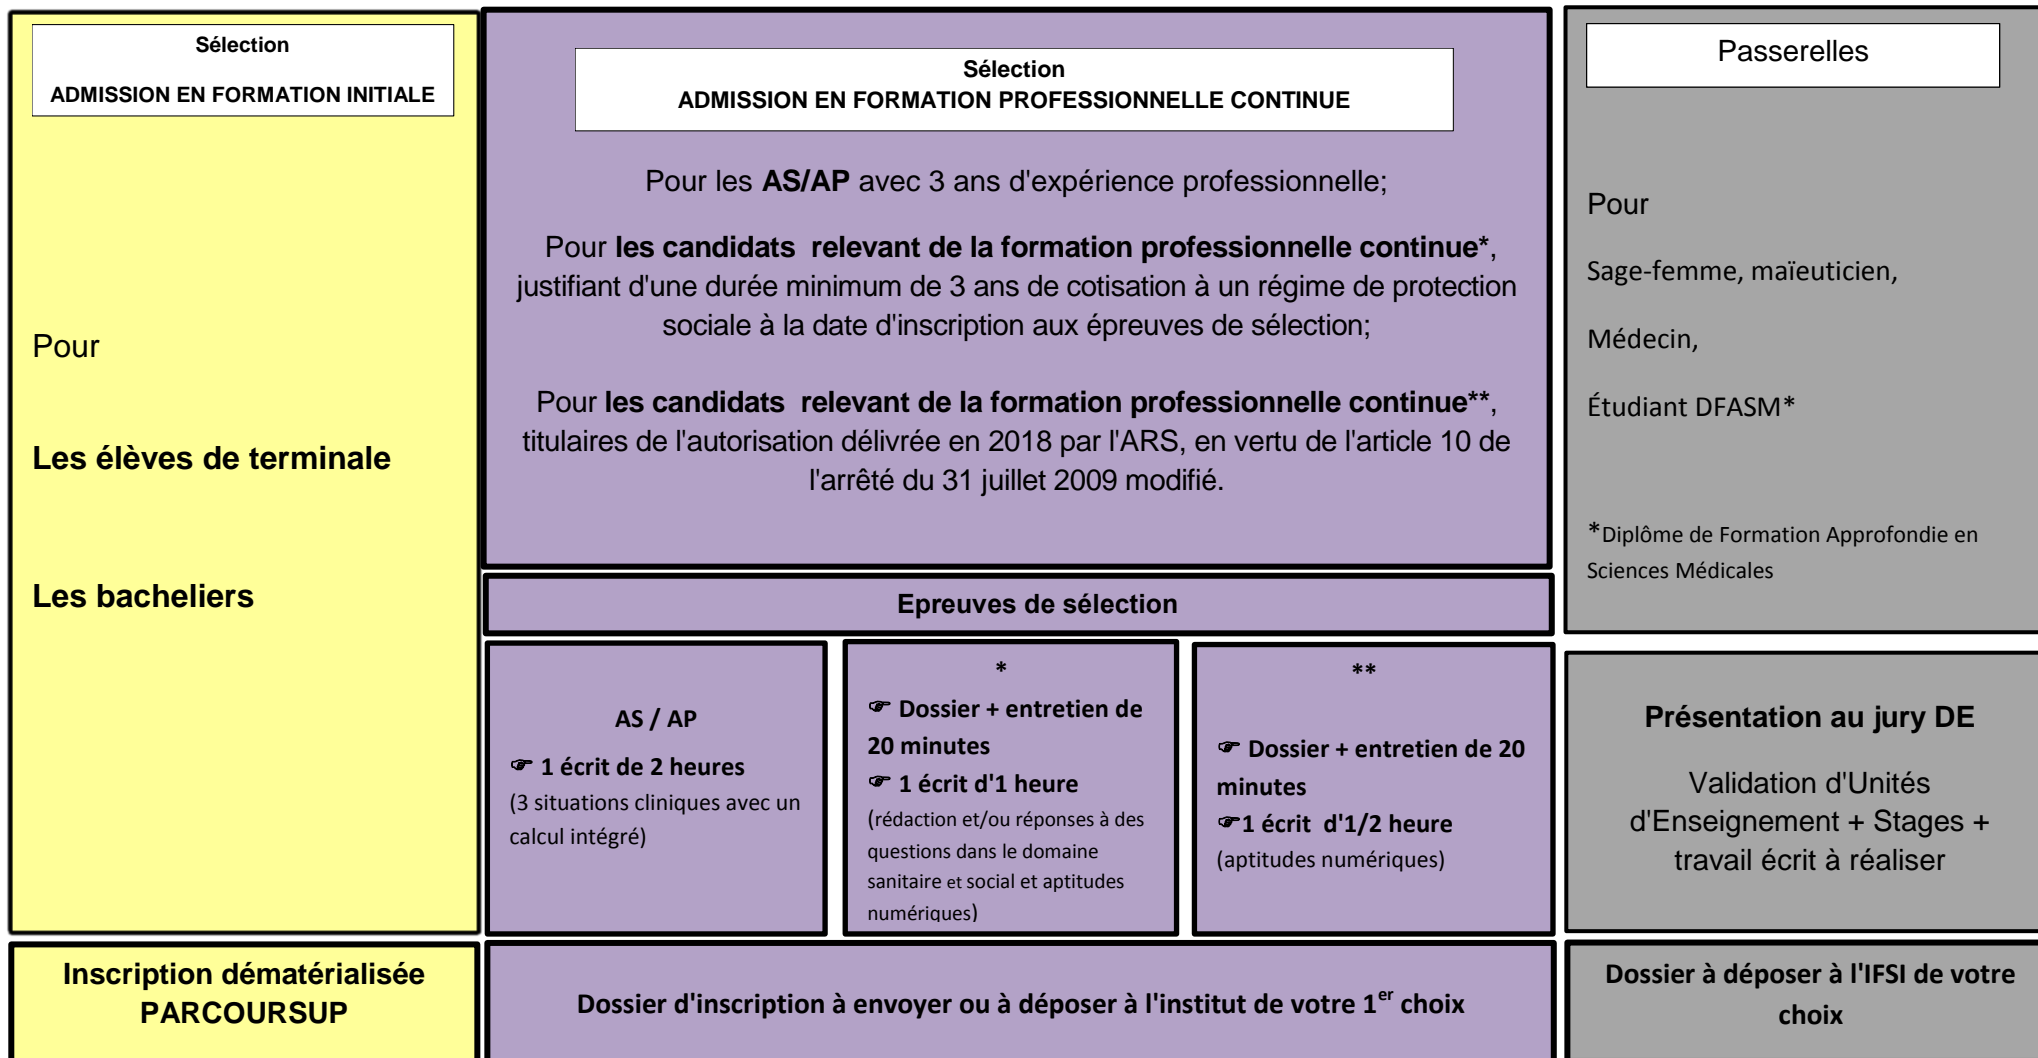 Sélection
ADMISSION EN FORMATION INITIALE
Pour
Les élèves de terminale
Les bacheliers
Inscription dématérialisée
PARCOURSUP
Sélection
ADMISSION EN FORMATION PROFESSIONNELLE CONTINUE
Pour les AS/AP avec 3 ans d'expérience professionnelle;
Pour les candidats relevant de la formation professionnelle continue*,
justifiant d'une durée minimum de 3 ans de cotisation à un régime de protection
sociale à la date d'inscription aux épreuves de sélection;
Pour les candidats relevant de la formation professionnelle continue**,
titulaires de l'autorisation délivrée en 2018 par l'ARS, en vertu de l'article 10 de
l'arrêté du 31 juillet 2009 modifié.
Epreuves de sélection
AS / AP
☞ 1 écrit de 2 heures
(3 situations cliniques avec un
calcul intégré)
*
☞ Dossier + entretien de
20 minutes
☞ 1 écrit d'1 heure
(rédaction et/ou réponses à des
questions dans le domaine
sanitaire et social et aptitudes
numériques)
**
☞ Dossier + entretien de 20
minutes
☞1 écrit d'1/2 heure
(aptitudes numériques)
Dossier d'inscription à envoyer ou à déposer à l'institut de votre 1er choix
Passerelles
Pour
Sage-femme, maïeuticien,
Médecin,
Étudiant DFASM*
*Diplôme de Formation Approfondie en
Sciences Médicales
Présentation au jury DE
Validation d'Unités
d'Enseignement + Stages +
travail écrit à réaliser
Dossier à déposer à l'IFSI de votre
choix